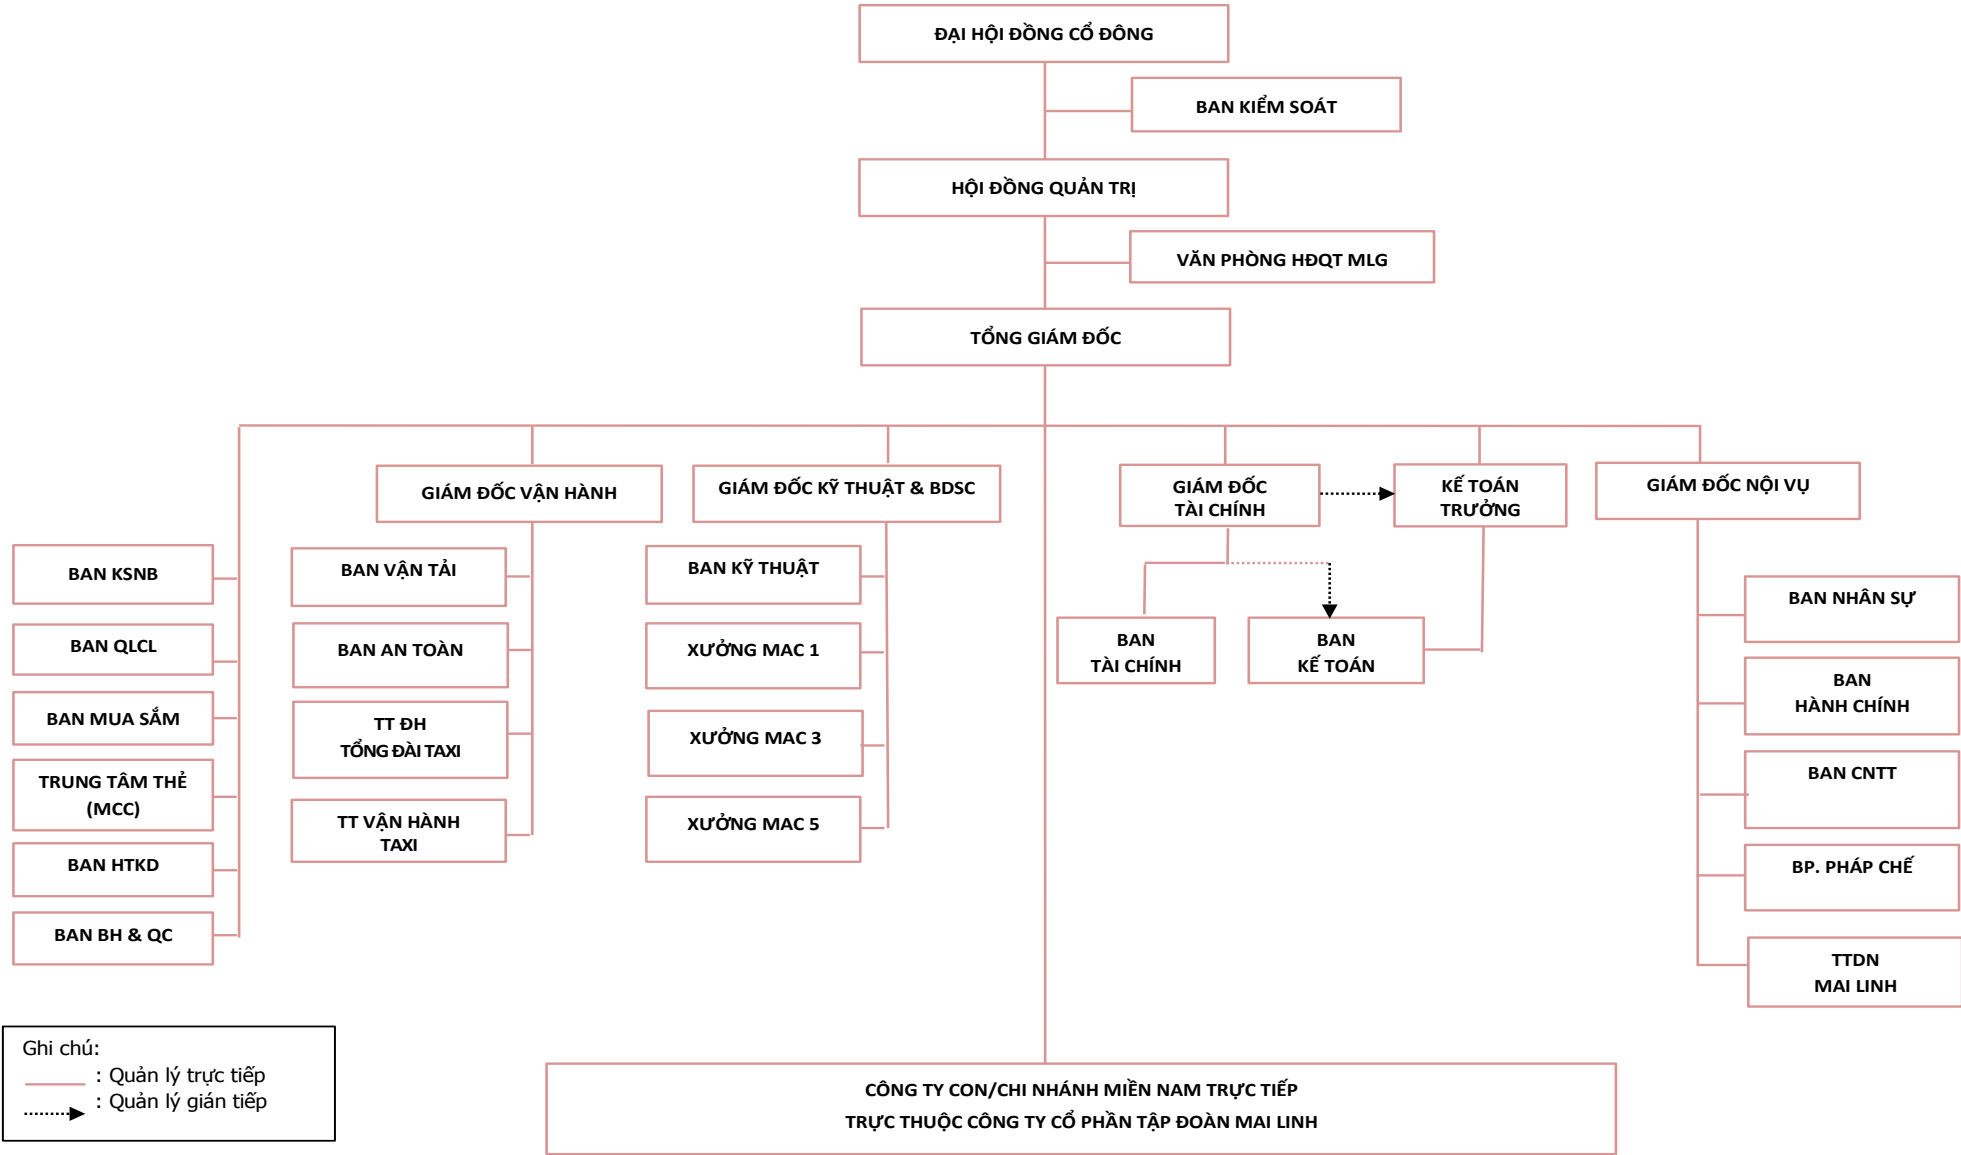 ĐẠI HỘI ĐỒNG CỔ ĐÔNG
BAN KIỂM SOÁT
HỘI ĐỒNG QUẢN TRỊ
VĂN PHÒNG HĐQT MLG
TỔNG GIÁM ĐỐC
GIÁM ĐỐC VẬN HÀNH
GIÁM ĐỐC KỸ THUẬT & BDSC
GIÁM ĐỐC
TÀI CHÍNH
KẾ TOÁN
TRƯỞNG
GIÁM ĐỐC NỘI VỤ
BAN KSNB
BAN QLCL
BAN MUA SẮM
TRUNG TÂM THẺ
(MCC)
BAN HTKD
BAN BH & QC
BAN VẬN TẢI
BAN AN TOÀN
TT ĐH
TỔNG ĐÀI TAXI
TT VẬN HÀNH
TAXI
BAN KỸ THUẬT
XƯỞNG MAC 1
XƯỞNG MAC 3
XƯỞNG MAC 5
BAN
TÀI CHÍNH
BAN
KẾ TOÁN
BAN NHÂN SỰ
BAN
HÀNH CHÍNH
BAN CNTT
BP. PHÁP CHẾ
TTDN
MAI LINH
Ghi chú:
: Quản lý trực tiếp
: Quản lý gián tiếp
CÔNG TY CON/CHI NHÁNH MIỀN NAM TRỰC TIẾP
TRỰC THUỘC CÔNG TY CỔ PHẦN TẬP ĐOÀN MAI LINH